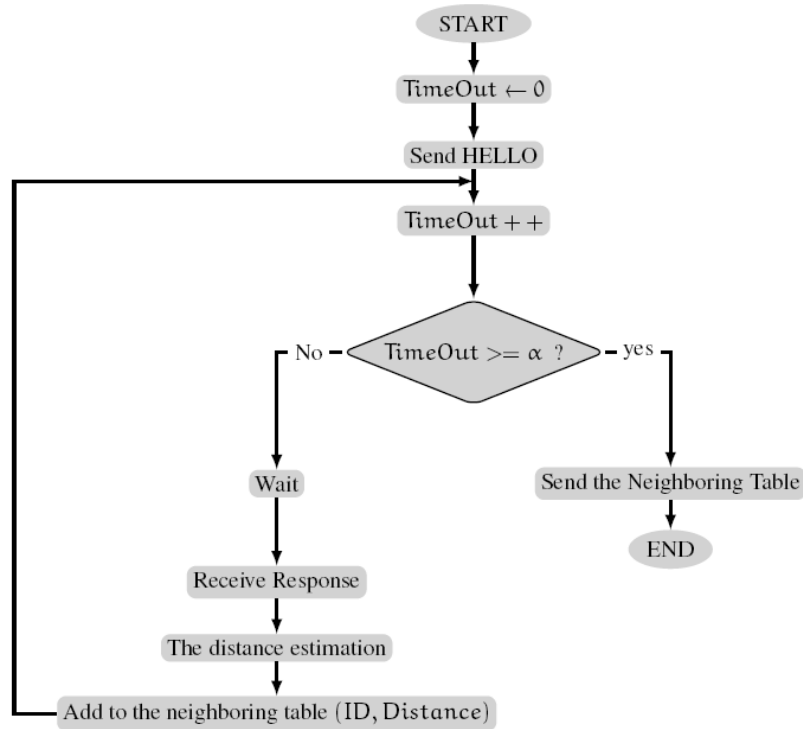 START
TimeOut ← 0
Send HELLO
TimeOut + +
TimeOut >= α ?
No
yes
Wait
Send the Neighboring Table
END
Receive Response
The distance estimation
Add to the neighboring table (ID, Distance)